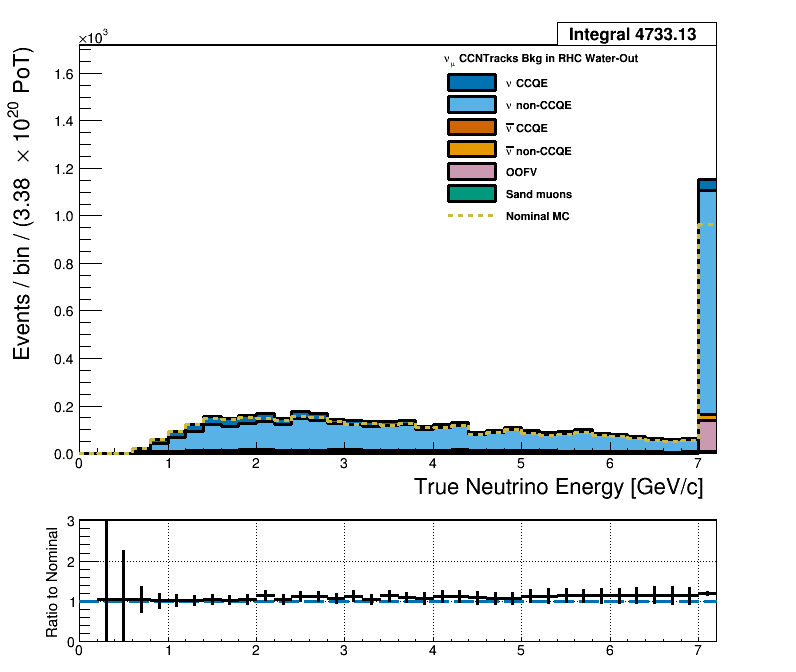 Integral 4733.13
×10³
ν_μ CCNTracks Bkg in RHC Water-Out
ν CCQE
ν non-CCQE
ν̅ CCQE
ν̅ non-CCQE
OOFV
Sand muons
Nominal MC
Events / bin / (3.38 × 10²⁰ PoT)
1.6
1.4
1.2
1.0
0.8
0.6
0.4
0.2
0.0
0 1 2 3 4 5 6 7
True Neutrino Energy [GeV/c]
Ratio to Nominal
3
2
1
0
0 1 2 3 4 5 6 7